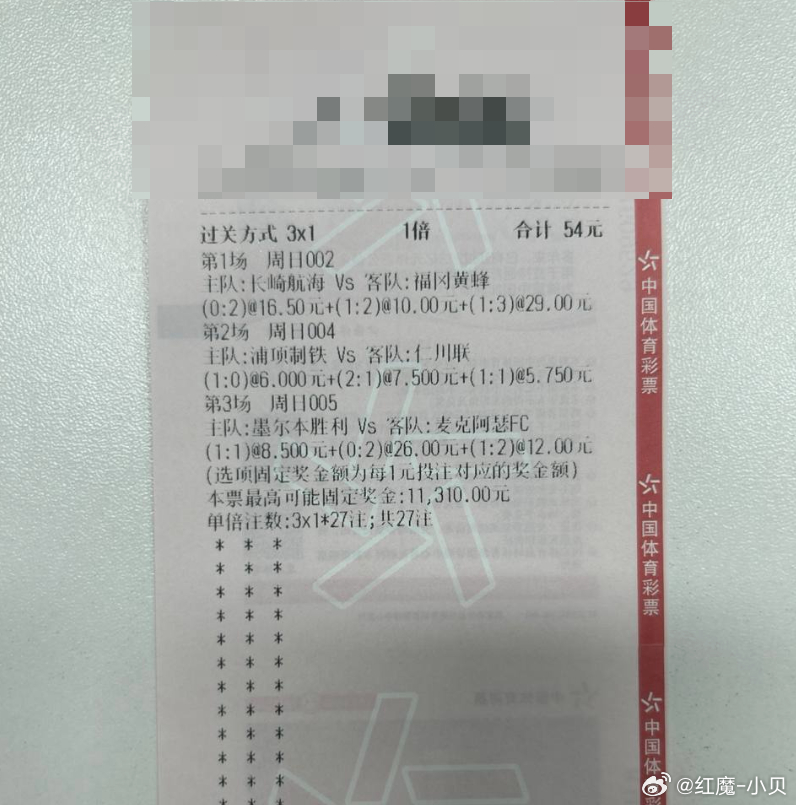 过关方式 3x1 1倍 合计 54元
第1场 周日002
主队:长崎航海 Vs 客队:福冈黄蜂
(0:2)@16.50元+(1:2)@10.00元+(1:3)@29.00元
第2场 周日004
主队:浦项制铁 Vs 客队:仁川联
(1:0)@6.000元+(2:1)@7.500元+(1:1)@5.750元
第3场 周日005
主队:墨尔本胜利 Vs 客队:麦克阿瑟FC
(1:1)@8.500元+(0:2)@26.00元+(1:2)@12.00元
(选项固定奖金额为每1元投注对应的奖金额)
本票最高可能固定奖金:11,310.00元
单倍注数:3x1*27注;共27注
* * *
* * *
* * *
* * *
* * *
* * *
* * *
* * *
* * *
* * *
* * *
* * *
中国体育彩票
中国体育彩票
中国体
@红魔-小贝